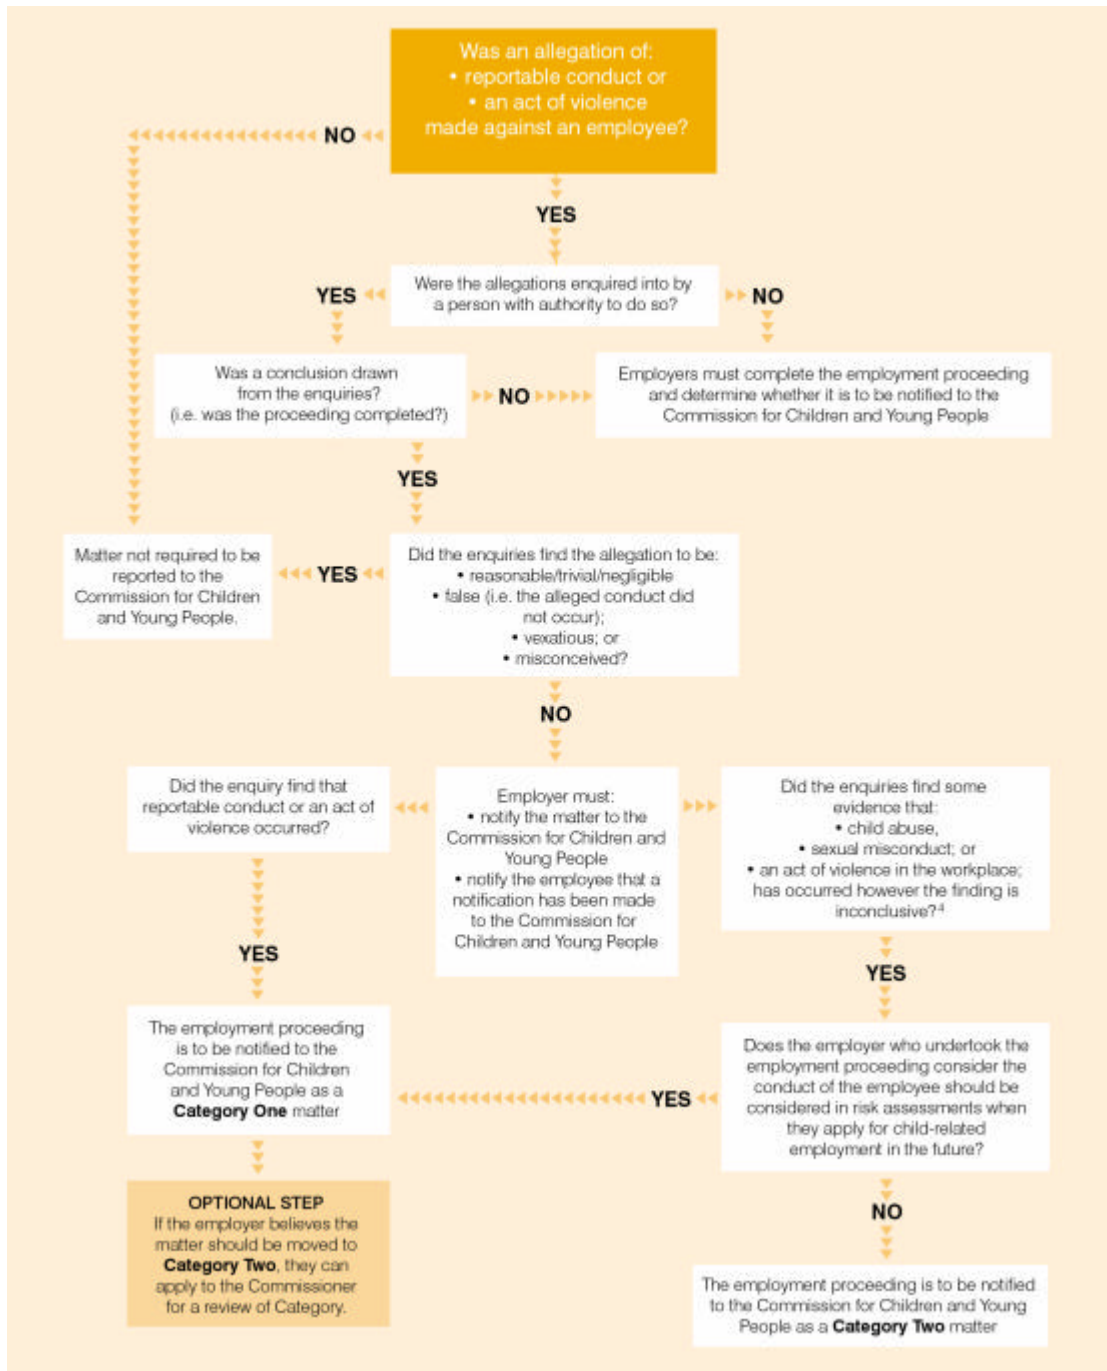 Was an allegation of:
• reportable conduct or
• an act of violence
made against an employee?
NO
YES
Were the allegations enquired into by
a person with authority to do so?
YES
NO
Was a conclusion drawn
from the enquiries?
(i.e. was the proceeding completed?)
NO
Employers must complete the employment proceeding
and determine whether it is to be notified to the
Commission for Children and Young People
YES
Matter not required to be
reported to the
Commission for Children
and Young People.
YES
Did the enquiries find the allegation to be:
• reasonable/trivial/negligible
• false (i.e. the alleged conduct did
not occur);
• vexatious; or
• misconceived?
NO
Did the enquiry find that
reportable conduct or an act of
violence occurred?
Employer must:
• notify the matter to the
Commission for Children and
Young People
• notify the employee that a
notification has been made
to the Commission for
Children and Young People
Did the enquiries find some
evidence that:
• child abuse,
• sexual misconduct; or
• an act of violence in the workplace;
has occurred however the finding is
inconclusive?⁴
YES
YES
The employment proceeding
is to be notified to the
Commission for Children
and Young People as a
Category One matter
YES
Does the employer who undertook the
employment proceeding consider the
conduct of the employee should be
considered in risk assessments when
they apply for child-related
employment in the future?
OPTIONAL STEP
If the employer believes the
matter should be moved to
Category Two, they can
apply to the Commissioner
for a review of Category.
NO
The employment proceeding is to be notified
to the Commission for Children and Young
People as a Category Two matter